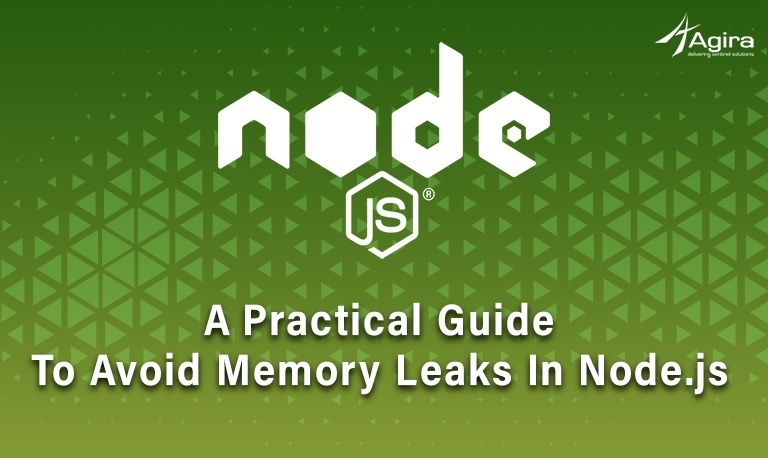 Agira
delivering sentinel solutions
node
JS®
A Practical Guide
To Avoid Memory Leaks In Node.js